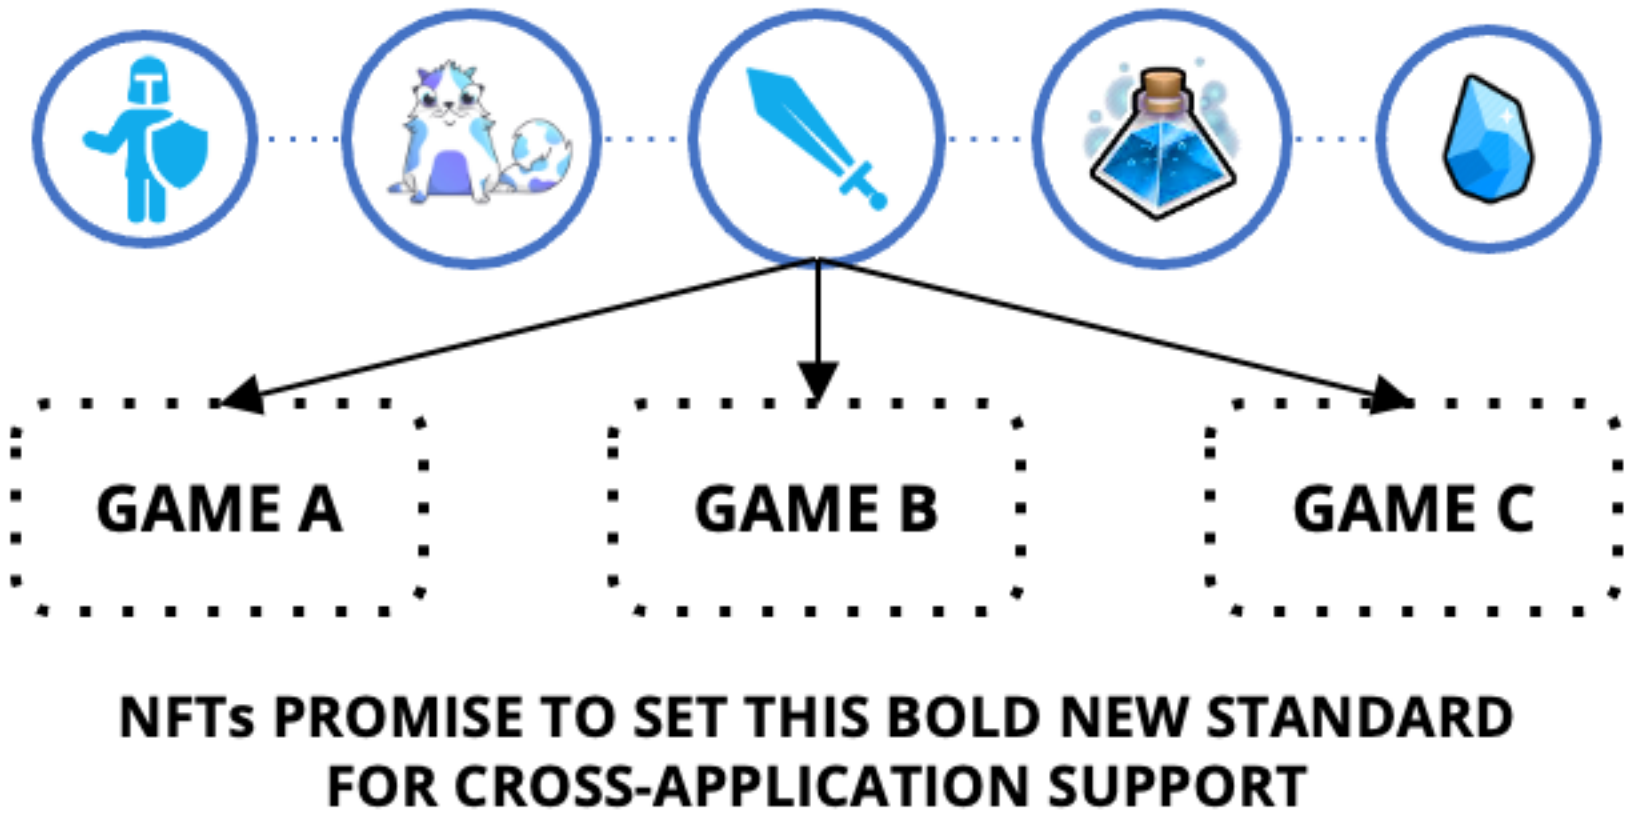 GAME A
GAME B
GAME C
NFTs PROMISE TO SET THIS BOLD NEW STANDARD
FOR CROSS-APPLICATION SUPPORT